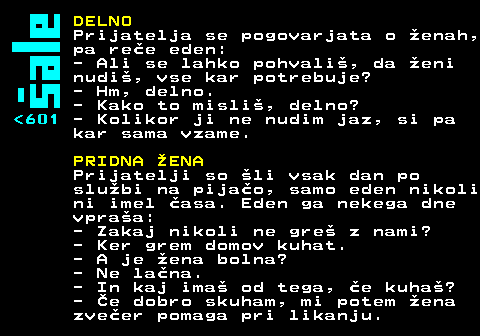 šale
<601
DELNO
Prijatelja se pogovarjata o ženah,
pa reče eden:
- Ali se lahko pohvališ, da ženi
nudiš, vse kar potrebuje?
- Hm, delno.
- Kako to misliš, delno?
- Kolikor ji ne nudim jaz, si pa
kar sama vzame.
PRIDNA ŽENA
Prijatelji so šli vsak dan po
službi na pijačo, samo eden nikoli
ni imel časa. Eden ga nekega dne
vpraša:
- Zakaj nikoli ne greš z nami?
- Ker grem domov kuhat.
- A je žena bolna?
- Ne lačna.
- In kaj imaš od tega, če kuhaš?
- Če dobro skuham, mi potem žena
zvečer pomaga pri likanju.